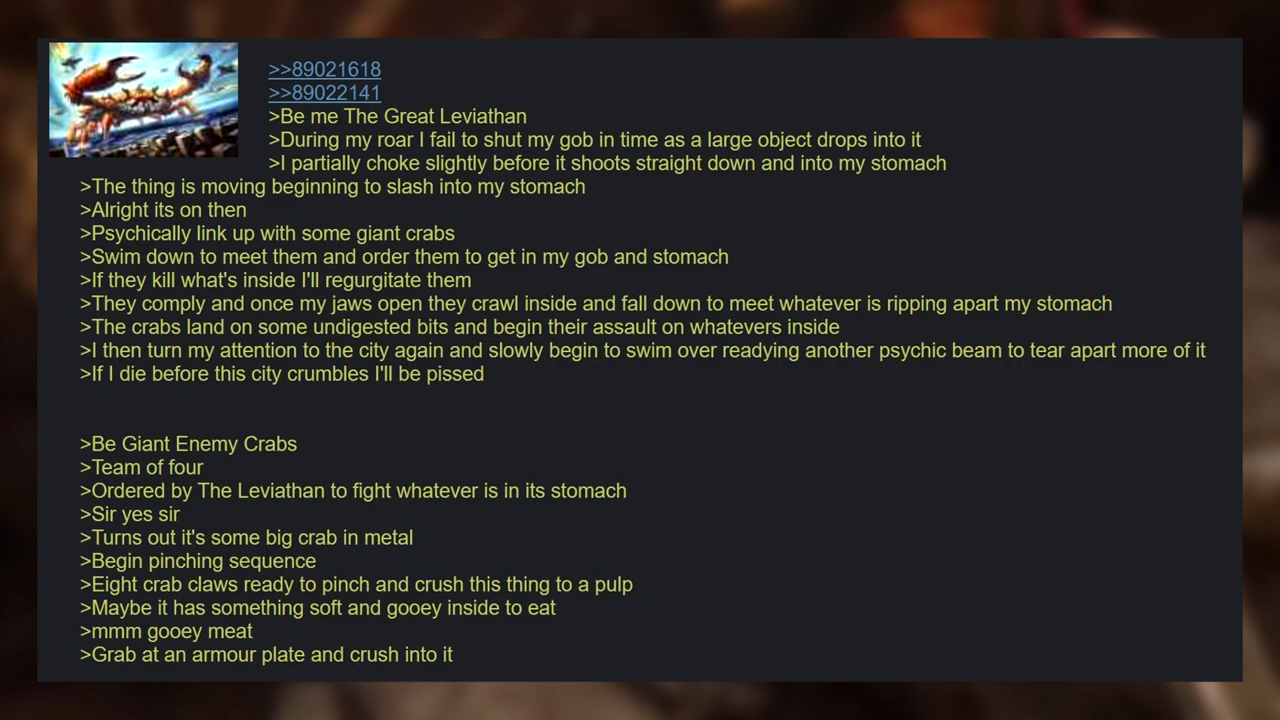 >>89021618
>>89022141
>Be me The Great Leviathan
>During my roar I fail to shut my gob in time as a large object drops into it
>I partially choke slightly before it shoots straight down and into my stomach
>The thing is moving beginning to slash into my stomach
>Alright its on then
>Psychically link up with some giant crabs
>Swim down to meet them and order them to get in my gob and stomach
>If they kill what's inside I'll regurgitate them
>They comply and once my jaws open they crawl inside and fall down to meet whatever is ripping apart my stomach
>The crabs land on some undigested bits and begin their assault on whatevers inside
>I then turn my attention to the city again and slowly begin to swim over readying another psychic beam to tear apart more of it
>If I die before this city crumbles I'll be pissed
>Be Giant Enemy Crabs
>Team of four
>Ordered by The Leviathan to fight whatever is in its stomach
>Sir yes sir
>Turns out it's some big crab in metal
>Begin pinching sequence
>Eight crab claws ready to pinch and crush this thing to a pulp
>Maybe it has something soft and gooey inside to eat
>mmm gooey meat
>Grab at an armour plate and crush into it